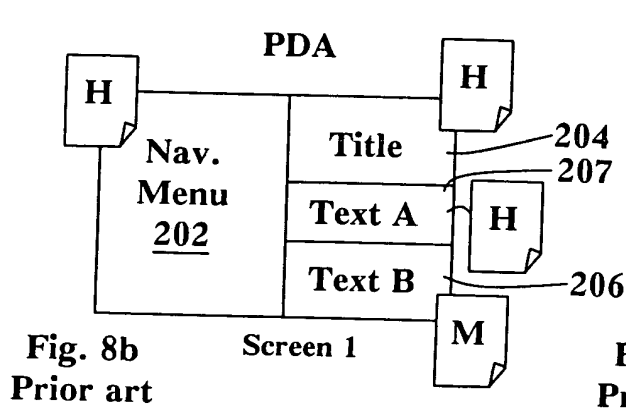 PDA
H
H
Nav.
Menu
202
Title
204
207
Text A
H
Text B
206
M
Fig. 8b
Prior art
Screen 1